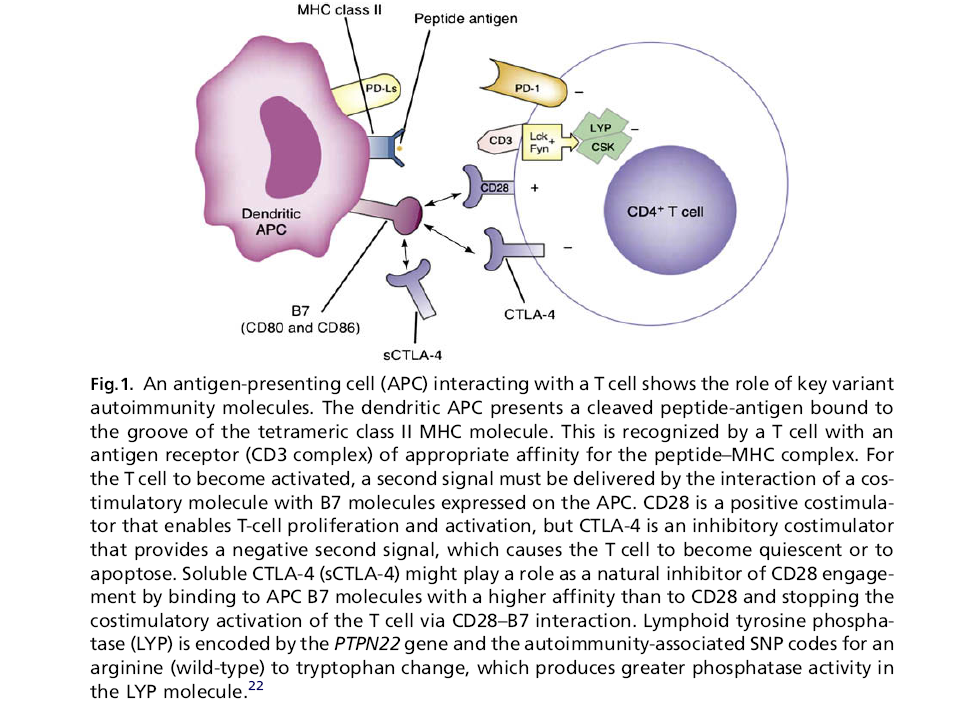 MHC class II
Peptide antigen
PD-Ls
PD-1
–
LYP
–
CD3
Lck
+
Fyn
CSK
CD28
+
Dendritic
APC
CD4+ T cell
–
B7
(CD80 and CD86)
CTLA-4
sCTLA-4
Fig.1. An antigen-presenting cell (APC) interacting with a T cell shows the role of key variant
autoimmunity molecules. The dendritic APC presents a cleaved peptide-antigen bound to
the groove of the tetrameric class II MHC molecule. This is recognized by a T cell with an
antigen receptor (CD3 complex) of appropriate affinity for the peptide–MHC complex. For
the T cell to become activated, a second signal must be delivered by the interaction of a cos-
timulatory molecule with B7 molecules expressed on the APC. CD28 is a positive costimula-
tor that enables T-cell proliferation and activation, but CTLA-4 is an inhibitory costimulator
that provides a negative second signal, which causes the T cell to become quiescent or to
apoptose. Soluble CTLA-4 (sCTLA-4) might play a role as a natural inhibitor of CD28 engage-
ment by binding to APC B7 molecules with a higher affinity than to CD28 and stopping the
costimulatory activation of the T cell via CD28–B7 interaction. Lymphoid tyrosine phospha-
tase (LYP) is encoded by the PTPN22 gene and the autoimmunity-associated SNP codes for an
arginine (wild-type) to tryptophan change, which produces greater phosphatase activity in
the LYP molecule.22